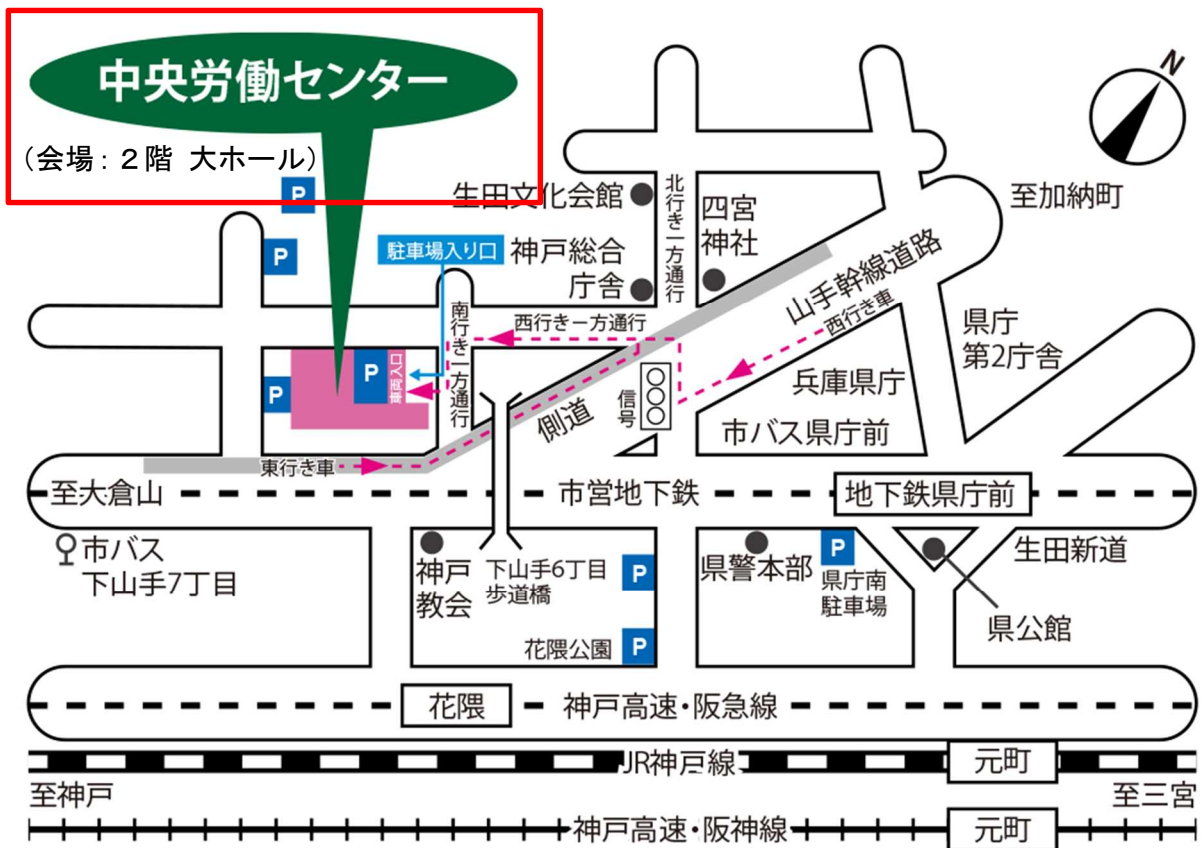 中央労働センター
（会場：２階 大ホール）
N
P
生田文化会館
北行き一方通行
四宮
神社
至加納町
P
駐車場入り口
神戸総合
庁舎
山手幹線道路
西行き車
南行き一方通行
西行き一方通行
県庁
第2庁舎
P
車両入口
P
信号
兵庫県庁
側道
市バス県庁前
東行き車
至大倉山
市営地下鉄
地下鉄県庁前
市バス
下山手7丁目
神戸
教会
下山手6丁目
歩道橋
P
県警本部
P
県庁南
駐車場
生田新道
県公館
花隈公園
P
花隈
神戸高速・阪急線
JR神戸線
元町
至神戸
至三宮
神戸高速・阪神線
元町